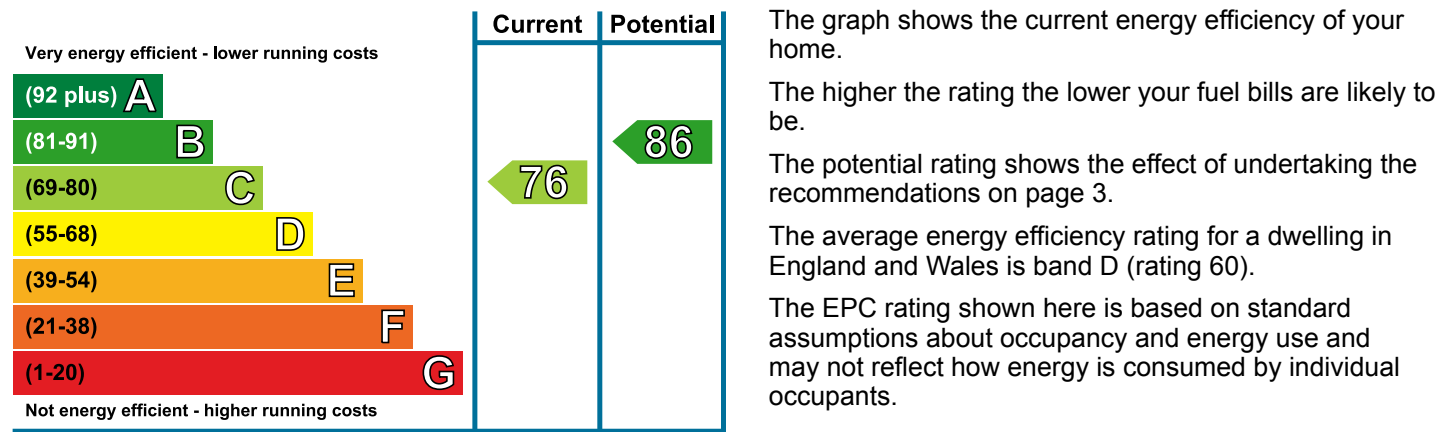 Current Potential
Very energy efficient - lower running costs
(92 plus) A
(81-91) B
86
(69-80) C
76
(55-68) D
(39-54) E
(21-38) F
(1-20) G
Not energy efficient - higher running costs
The graph shows the current energy efficiency of your
home.
The higher the rating the lower your fuel bills are likely to
be.
The potential rating shows the effect of undertaking the
recommendations on page 3.
The average energy efficiency rating for a dwelling in
England and Wales is band D (rating 60).
The EPC rating shown here is based on standard
assumptions about occupancy and energy use and
may not reflect how energy is consumed by individual
occupants.